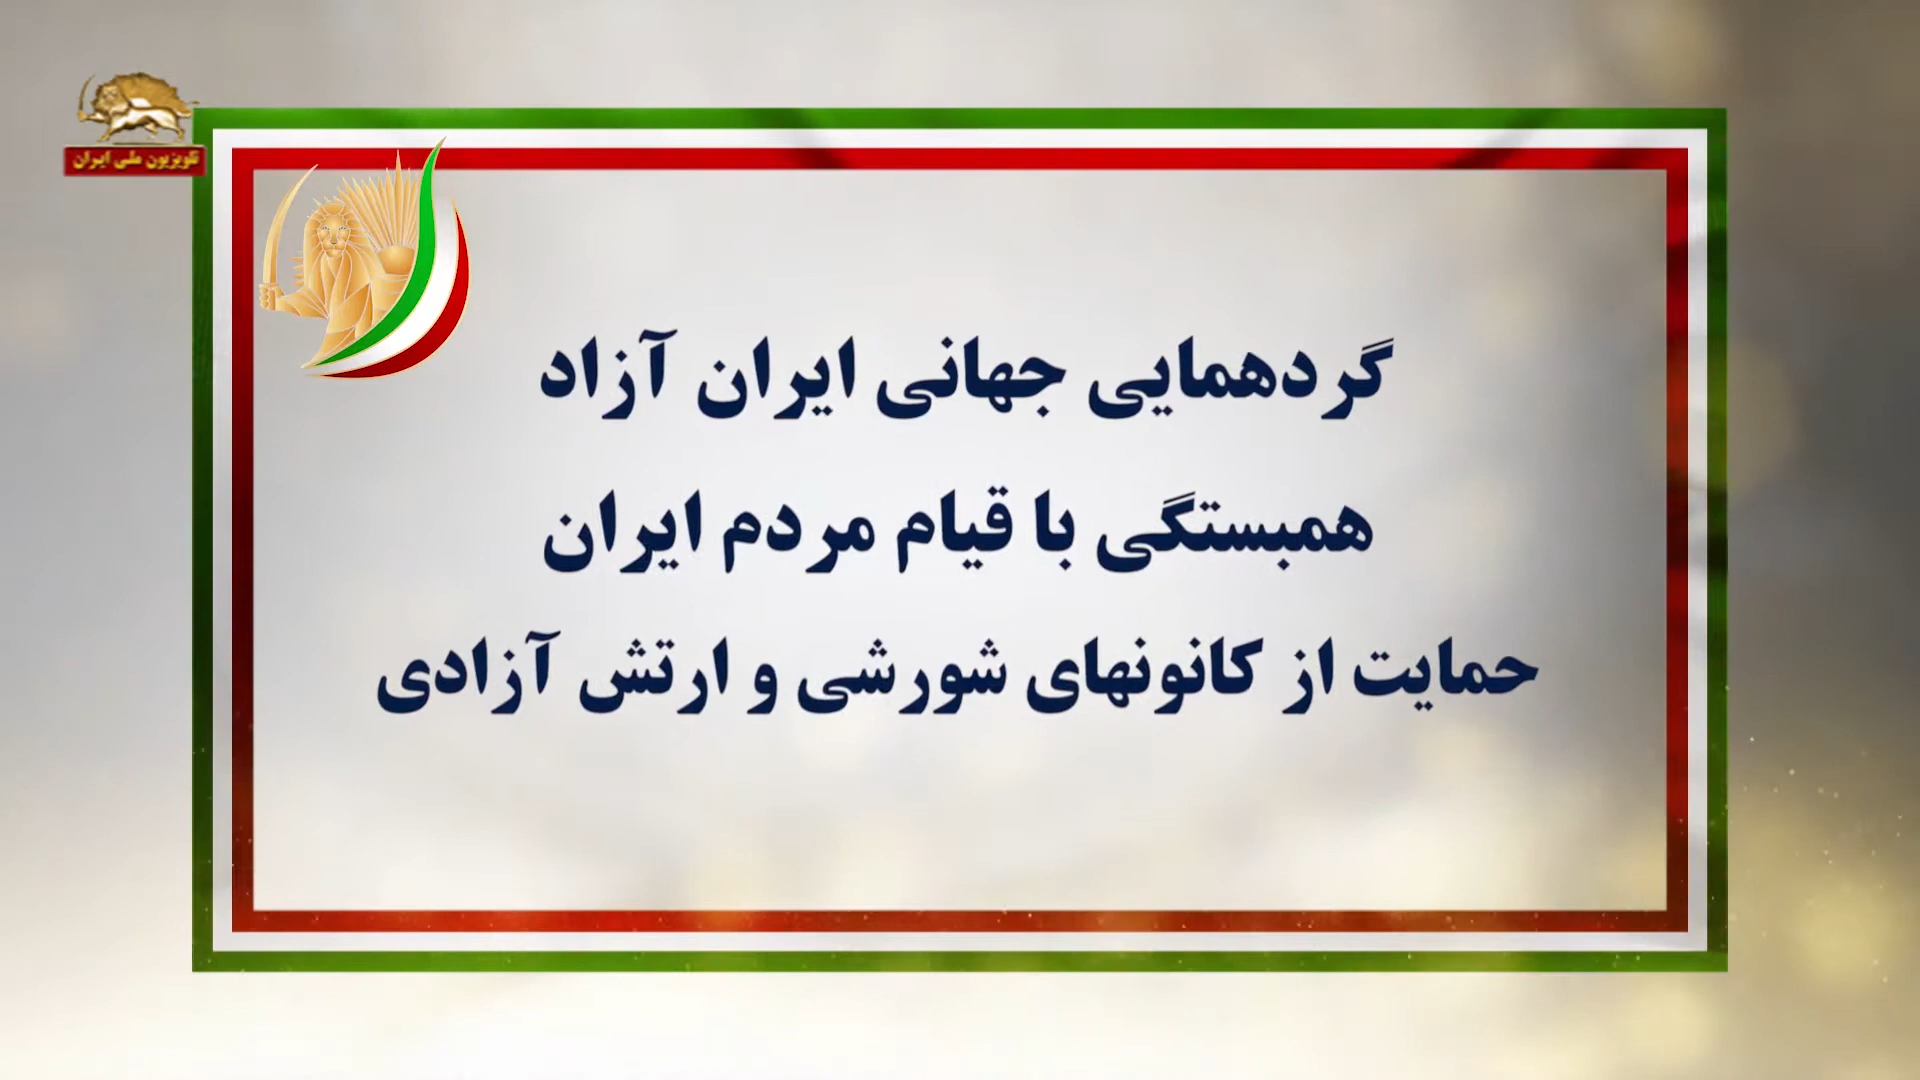 تلویزیون ملی ایران
گردهمایی جهانی ایران آزاد
همبستگی با قیام مردم ایران
حمایت از کانونهای شورشی و ارتش آزادی